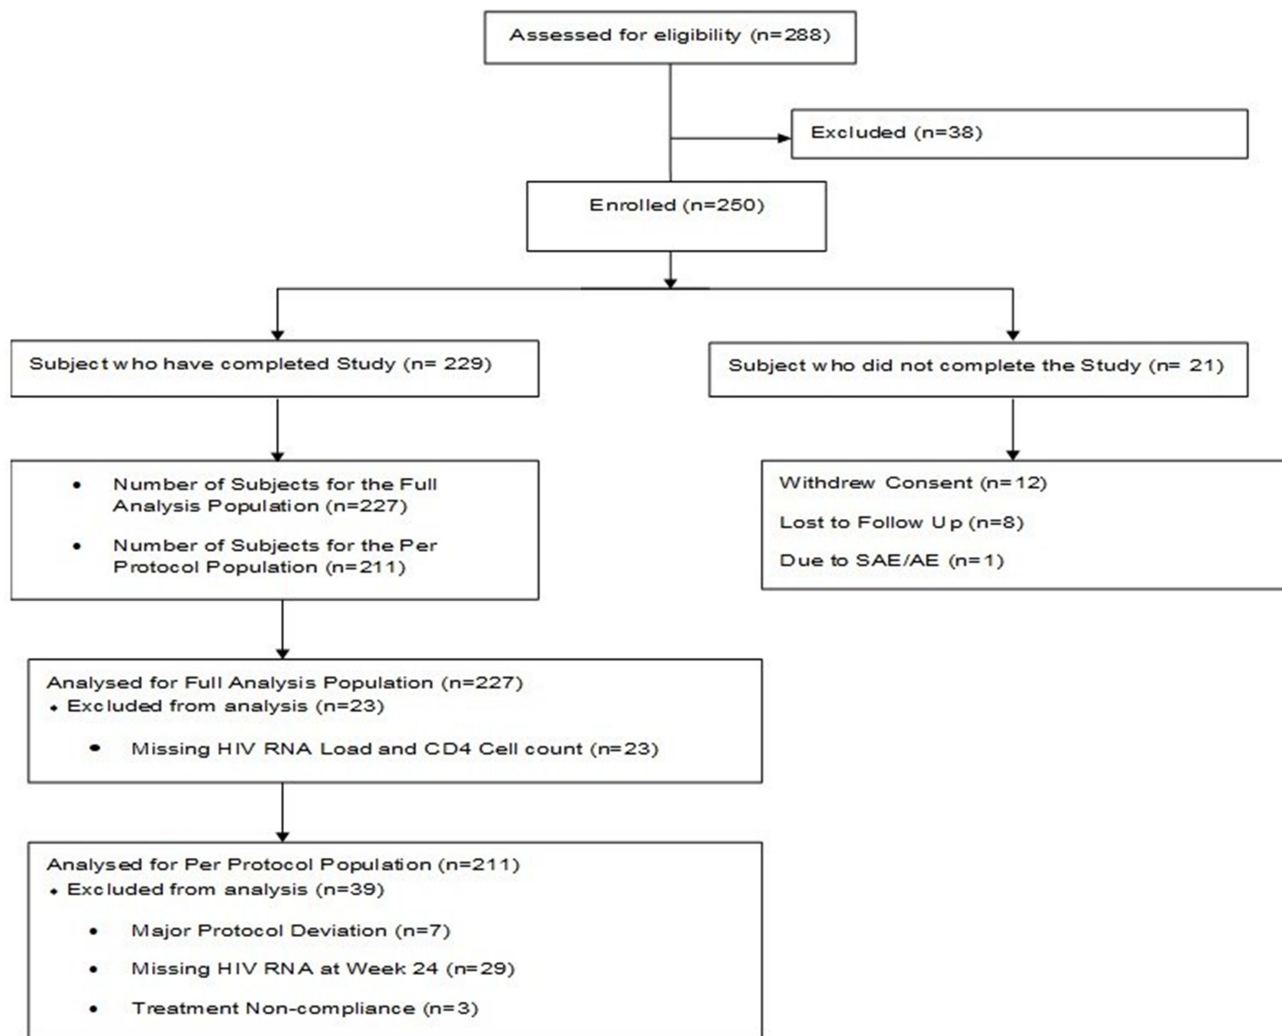 Assessed for eligibility (n=288)
Excluded (n=38)
Enrolled (n=250)
Subject who have completed Study (n= 229)
Subject who did not complete the Study (n= 21)
• Number of Subjects for the Full
Analysis Population (n=227)
• Number of Subjects for the Per
Protocol Population (n=211)
Withdrew Consent (n=12)
Lost to Follow Up (n=8)
Due to SAE/AE (n=1)
Analysed for Full Analysis Population (n=227)
• Excluded from analysis (n=23)
• Missing HIV RNA Load and CD4 Cell count (n=23)
Analysed for Per Protocol Population (n=211)
• Excluded from analysis (n=39)
• Major Protocol Deviation (n=7)
• Missing HIV RNA at Week 24 (n=29)
• Treatment Non-compliance (n=3)